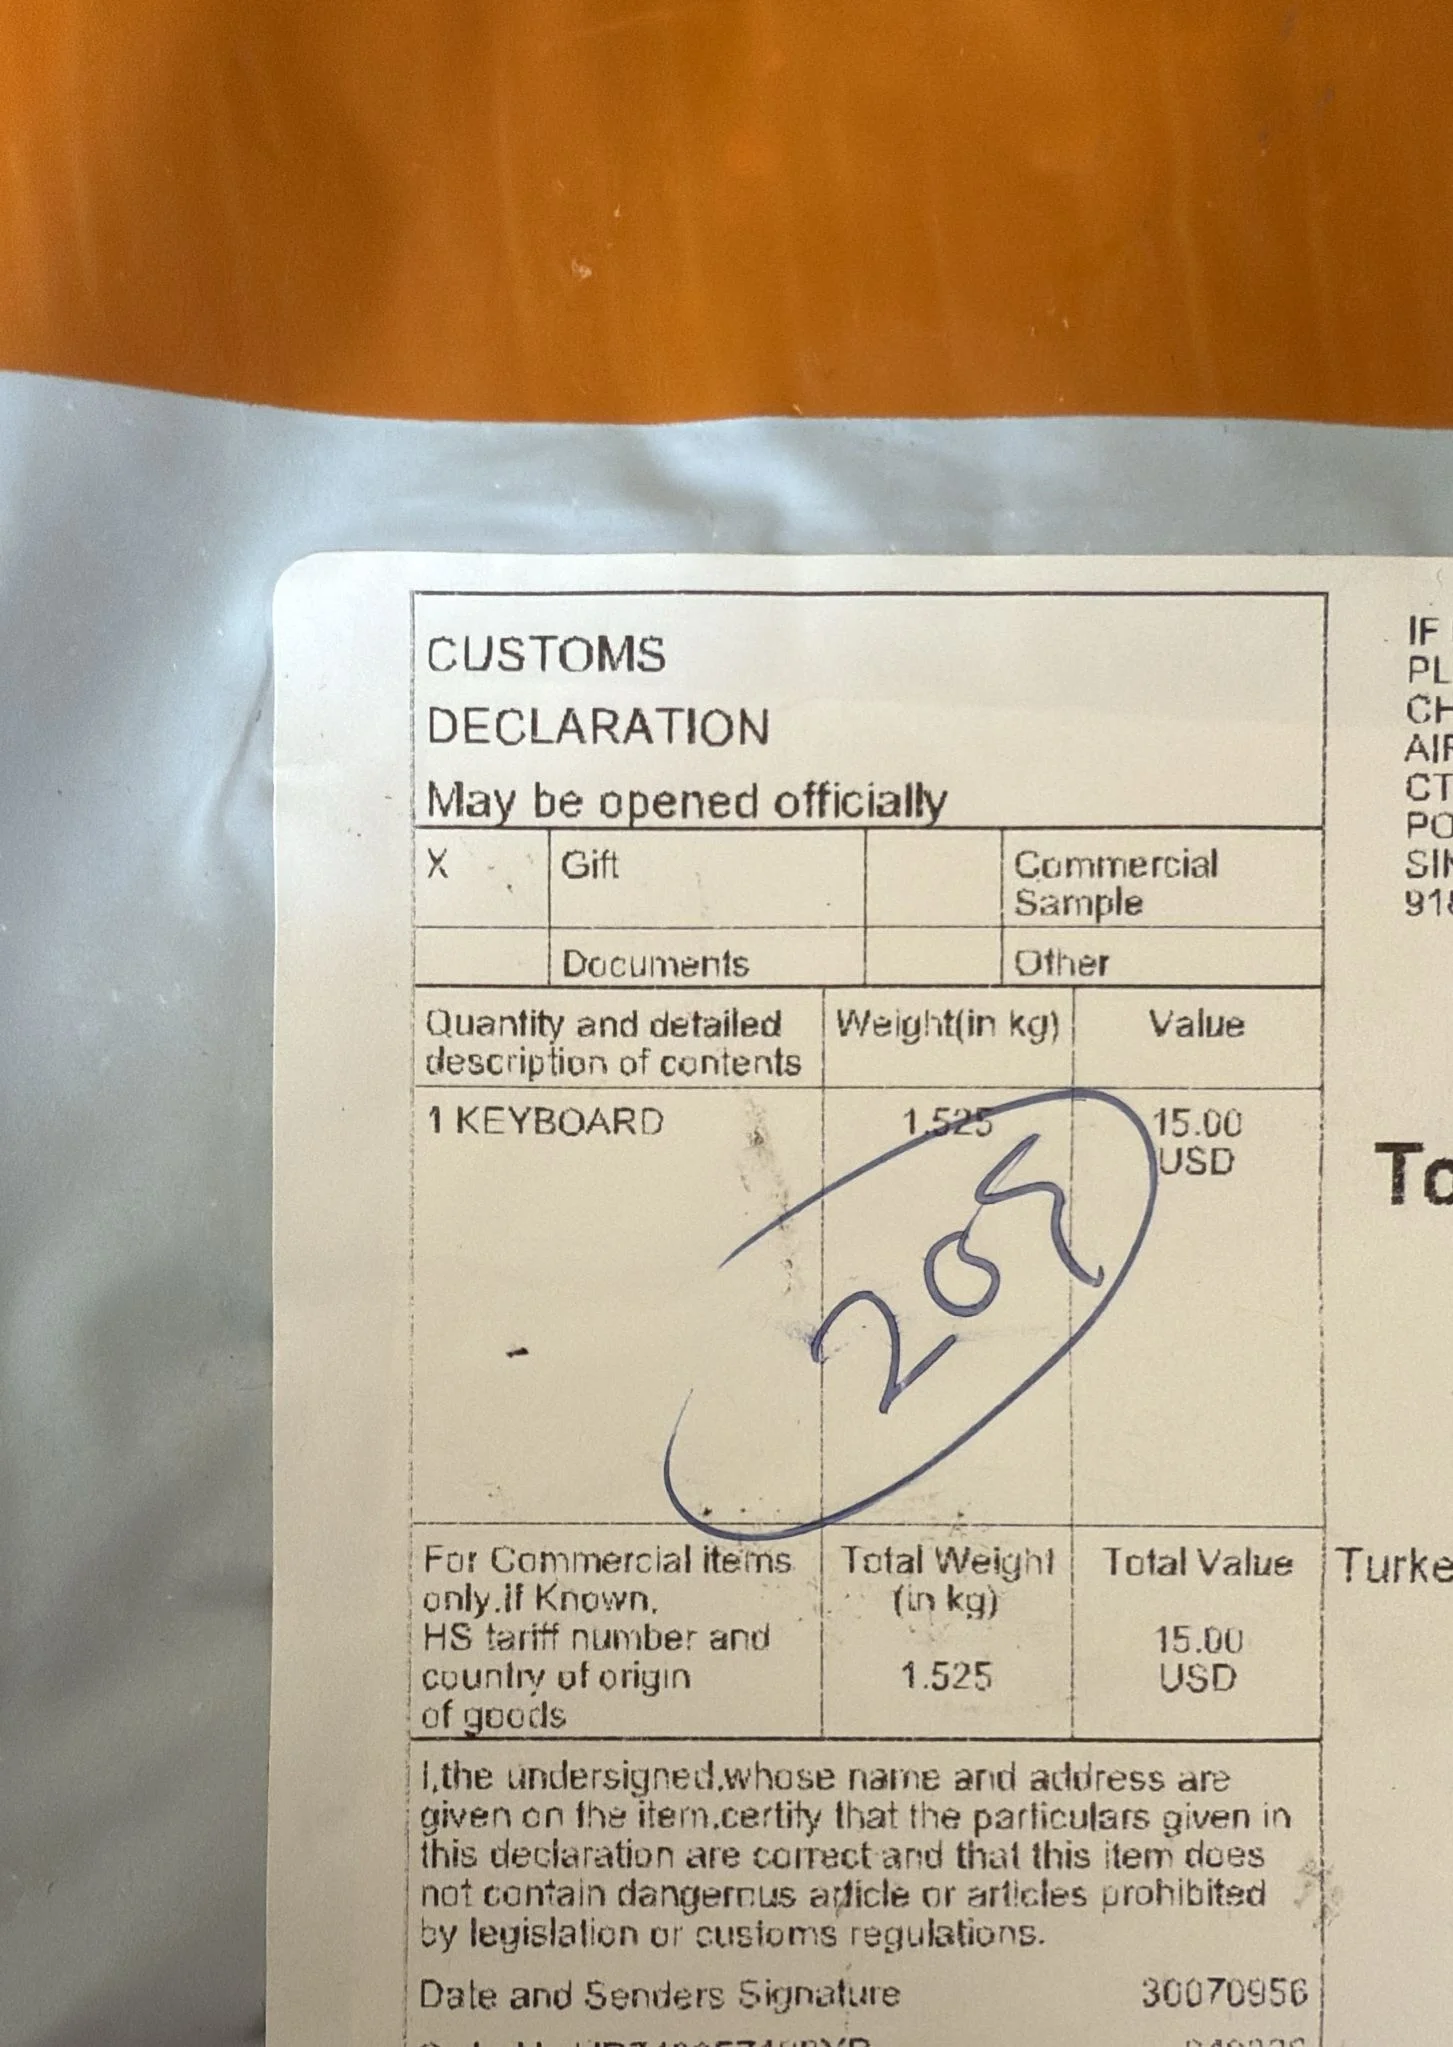 CUSTOMS
DECLARATION
May be opened officially
X Gift Commercial
Sample
Documents Other
Quantity and detailed Weight(in kg) Value
description of contents
1 KEYBOARD 1.525 15.00
USD
205
For Commercial items Total Weight Total Value
only.if Known, (in kg)
HS tariff number and 15.00
country of origin 1.525 USD
of goods
I,the undersigned,whose name and address are
given on the item,certity that the particulars given in
this declaration are correct and that this item does
not contain dangerous article or articles prohibited
by legislation or customs regulations.
Date and Senders Signature 30070956
IF
PL
CH
AIR
CT
PO
SIN
918
To
Turke